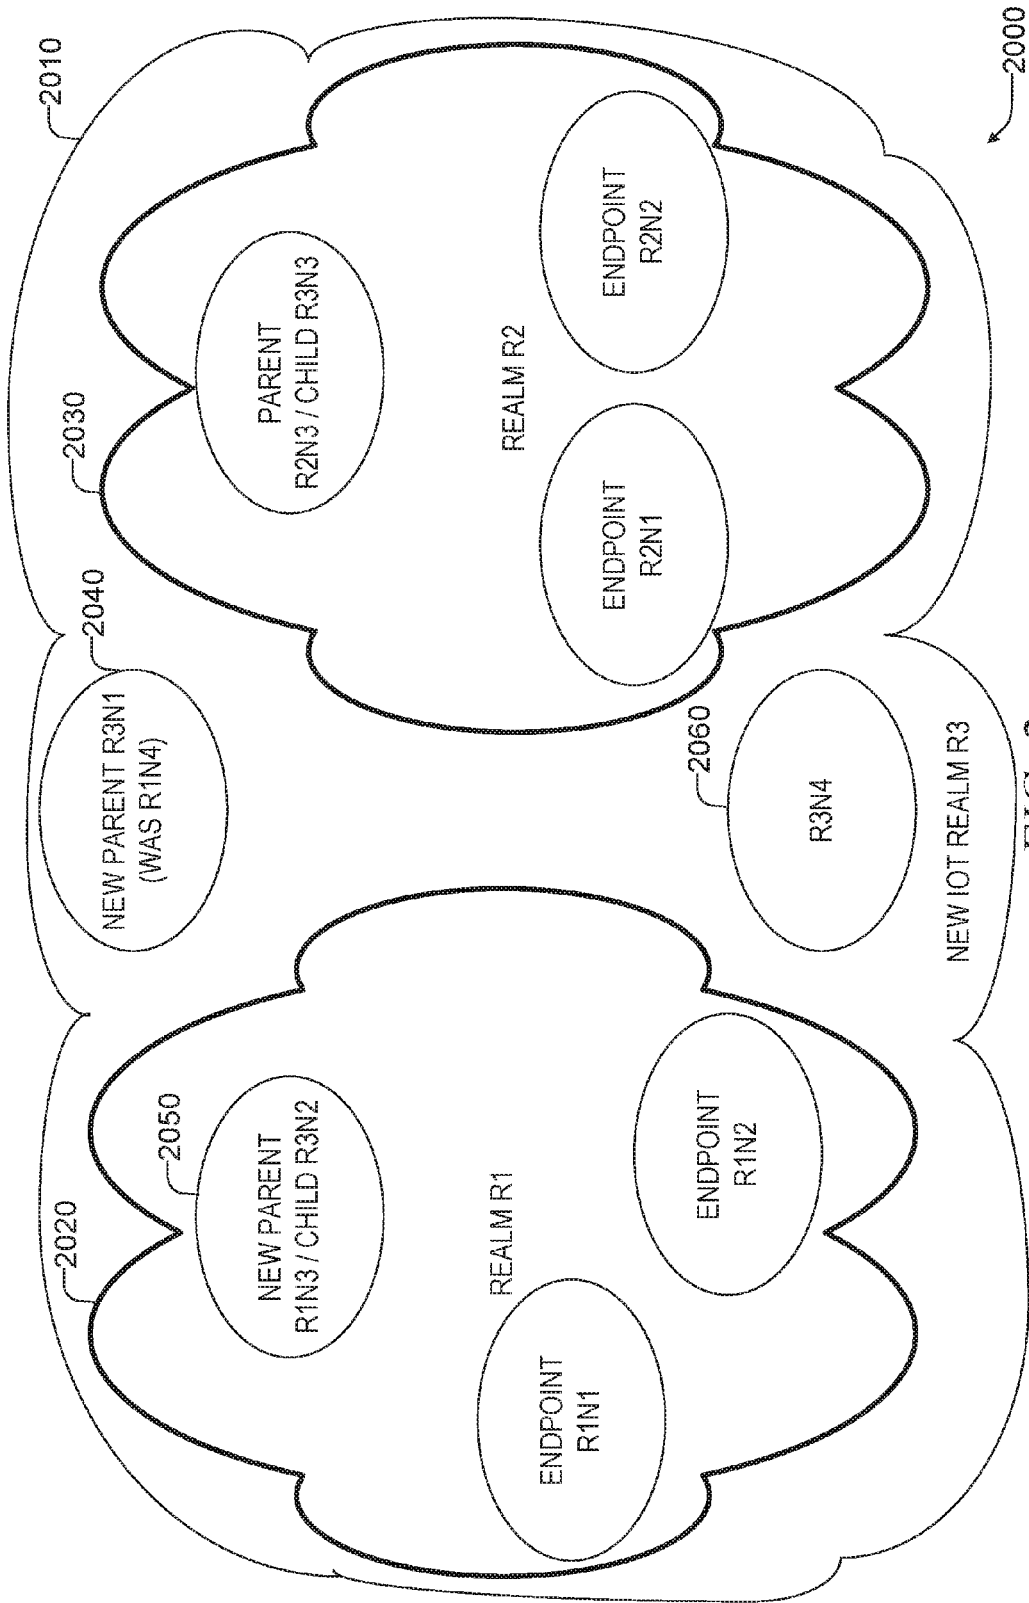 2010
2030
2040
2020
NEW PARENT R3N1
(WAS R1N4)
2050
NEW PARENT
R1N3 / CHILD R3N2
PARENT
R2N3 / CHILD R3N3
REALM R1
REALM R2
ENDPOINT
R1N1
ENDPOINT
R1N2
ENDPOINT
R2N1
ENDPOINT
R2N2
2060
R3N4
NEW IOT REALM R3
2000